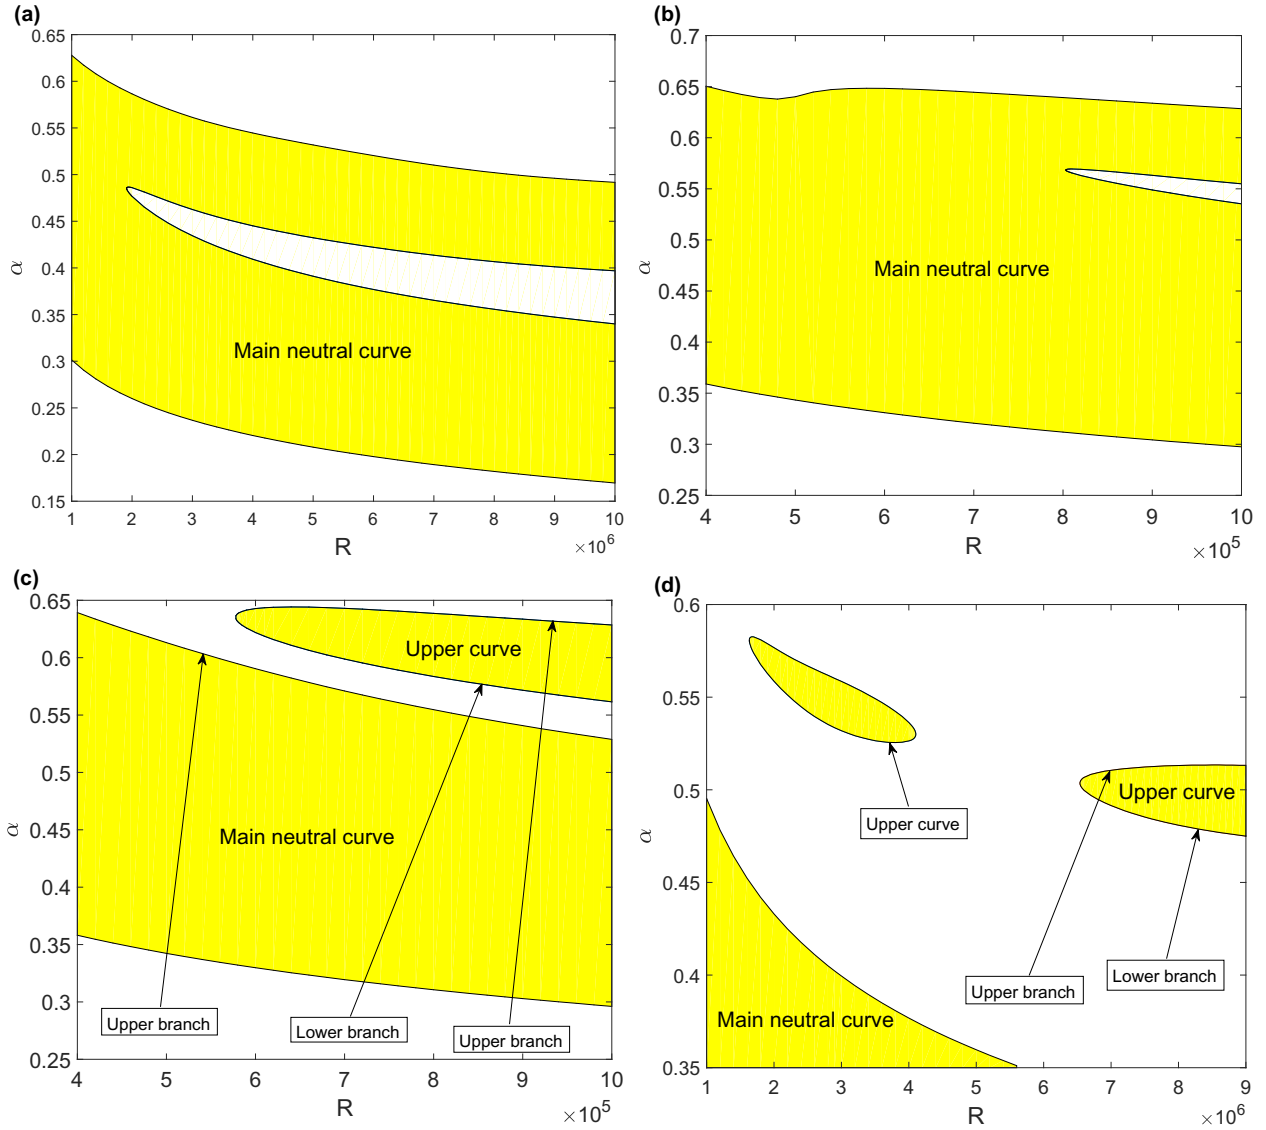 (a)
0.65
0.6
0.55
0.5
0.45
0.4
0.35
0.3
0.25
0.2
0.15
α
Main neutral curve
1 2 3 4 5 6 7 8 9 10
R
×10^6
(b)
0.7
0.65
0.6
0.55
0.5
0.45
0.4
0.35
0.3
0.25
α
Main neutral curve
4 5 6 7 8 9 10
R
×10^5
(c)
0.65
0.6
0.55
0.5
0.45
0.4
0.35
0.3
0.25
α
Upper curve
Main neutral curve
Upper branch
Lower branch
Upper branch
4 5 6 7 8 9 10
R
×10^5
(d)
0.6
0.55
0.5
0.45
0.4
0.35
α
Upper curve
Upper curve
Upper branch
Lower branch
Main neutral curve
1 2 3 4 5 6 7 8 9
R
×10^6